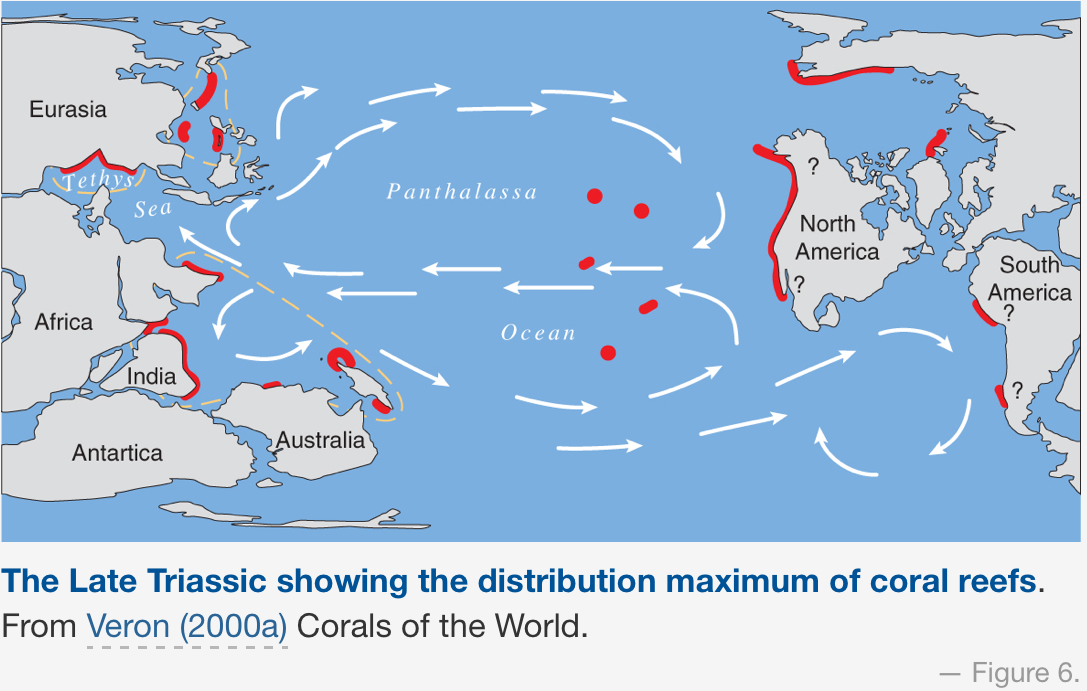 Eurasia
Tethys
Sea
Panthalassa
?
North
America
?
South
America
?
Africa
Ocean
India
?
Australia
Antartica
The Late Triassic showing the distribution maximum of coral reefs.
From Veron (2000a) Corals of the World.
— Figure 6.